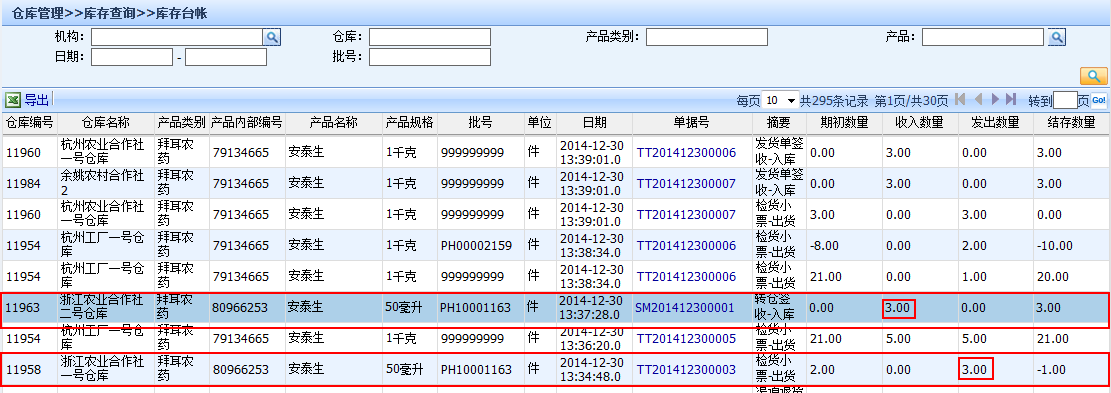 仓库管理>>库存查询>>库存台帐
机构: 仓库: 产品类别: 产品:
日期: - 批号:
导出 每页 10 共295条记录 第1页/共30页 转到 页 Go!
仓库编号 仓库名称 产品类别 产品内部编号 产品名称 产品规格 批号 单位 日期 单据号 摘要 期初数量 收入数量 发出数量 结存数量
11960 杭州农业合作社一号仓库 拜耳农药 79134665 安泰生 1千克 999999999 件 2014-12-30 13:39:01.0 TT201412300006 发货单签收-入库 0.00 3.00 0.00 3.00
11984 余姚农村合作社2 拜耳农药 79134665 安泰生 1千克 999999999 件 2014-12-30 13:39:01.0 TT201412300007 发货单签收-入库 0.00 3.00 0.00 3.00
11960 杭州农业合作社一号仓库 拜耳农药 79134665 安泰生 1千克 999999999 件 2014-12-30 13:39:01.0 TT201412300007 检货小票-出货 3.00 0.00 3.00 0.00
11954 杭州工厂一号仓库 拜耳农药 79134665 安泰生 1千克 PH00002159 件 2014-12-30 13:38:34.0 TT201412300006 检货小票-出货 -8.00 0.00 2.00 -10.00
11954 杭州工厂一号仓库 拜耳农药 79134665 安泰生 1千克 999999999 件 2014-12-30 13:38:34.0 TT201412300006 检货小票-出货 21.00 0.00 1.00 20.00
11963 浙江农业合作社二号仓库 拜耳农药 80966253 安泰生 50毫升 PH10001163 件 2014-12-30 13:37:28.0 SM201412300001 转仓签收-入库 0.00 3.00 0.00 3.00
11954 杭州工厂一号仓库 拜耳农药 79134665 安泰生 1千克 999999999 件 2014-12-30 13:36:20.0 TT201412300005 检货小票-出货 21.00 5.00 5.00 21.00
11958 浙江农业合作社一号仓库 拜耳农药 80966253 安泰生 50毫升 PH10001163 件 2014-12-30 13:34:48.0 TT201412300003 检货小票-出货 2.00 0.00 3.00 -1.00